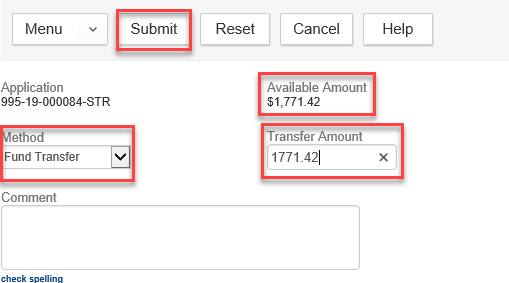 Menu Submit Reset Cancel Help
Application Available Amount
995-19-000084-STR $1,771.42
Method Transfer Amount
Fund Transfer 1771.42
Comment
check spelling